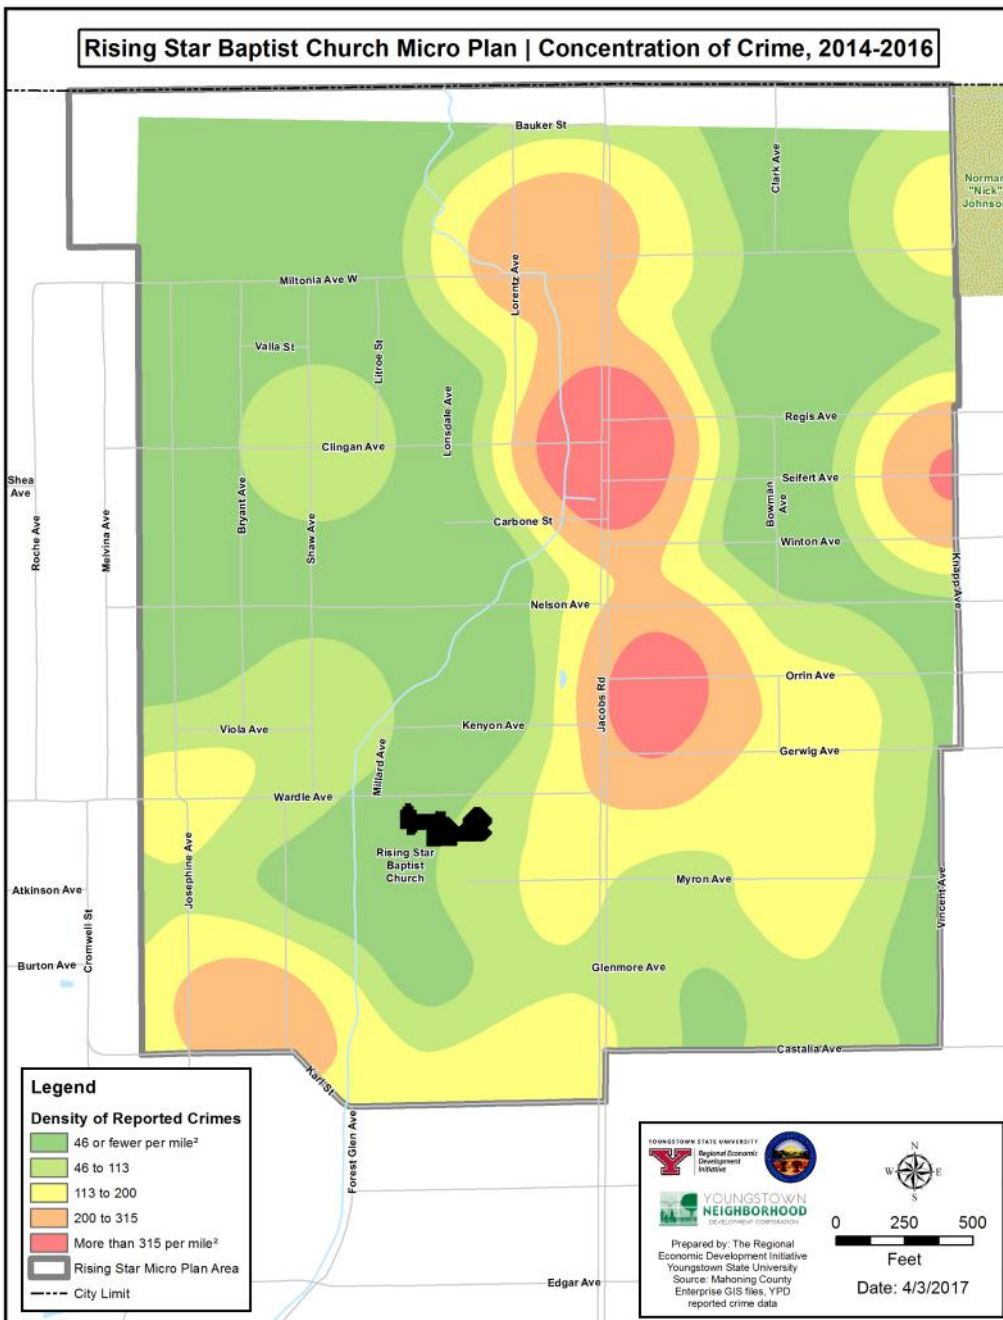 Rising Star Baptist Church Micro Plan | Concentration of Crime, 2014-2016
Bauker St
Clark Ave
Norman
"Nick"
Johnson
Lorentz Ave
Miltonia Ave W
Valla St
Litroe St
Lonsdale Ave
Regis Ave
Clingan Ave
Shea
Ave
Seifert Ave
Bryant Ave
Bowman
Ave
Roche Ave
Melvina Ave
Shaw Ave
Carbone St
Winton Ave
Knapp Ave
Nelson Ave
Orrin Ave
Jacobs Rd
Viola Ave
Kenyon Ave
Gerwig Ave
Millard Ave
Wardle Ave
Rising Star
Baptist
Church
Josephine Ave
Myron Ave
Vincent Ave
Atkinson Ave
Cromwell St
Burton Ave
Glenmore Ave
Castalia Ave
Karl St
Forest Glen Ave
Edgar Ave
Legend
Density of Reported Crimes
46 or fewer per mile²
46 to 113
113 to 200
200 to 315
More than 315 per mile²
Rising Star Micro Plan Area
City Limit
YOUNGSTOWN STATE UNIVERSITY
Y
Regional Economic
Development
Initiative
YOUNGSTOWN
NEIGHBORHOOD
DEVELOPMENT CORPORATION
Prepared by: The Regional
Economic Development Initiative
Youngstown State University
Source: Mahoning County
Enterprise GIS files, YPD
reported crime data
N
W E
S
0 250 500
Feet
Date: 4/3/2017